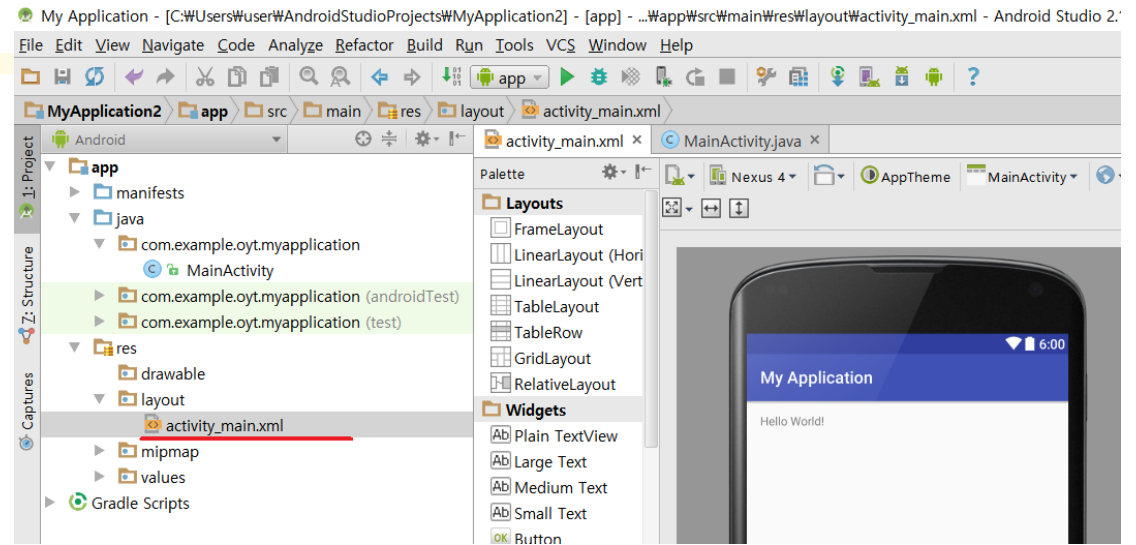 My Application - [C:₩Users₩user₩AndroidStudioProjects₩MyApplication2] - [app] - ...₩app₩src₩main₩res₩layout₩activity_main.xml - Android Studio 2.
File Edit View Navigate Code Analyze Refactor Build Run Tools VCS Window Help
app
MyApplication2 app src main res layout activity_main.xml
1: Project
Z: Structure
Captures
Android
app
manifests
java
com.example.oyt.myapplication
MainActivity
com.example.oyt.myapplication (androidTest)
com.example.oyt.myapplication (test)
res
drawable
layout
activity_main.xml
mipmap
values
Gradle Scripts
activity_main.xml MainActivity.java
Palette
Layouts
FrameLayout
LinearLayout (Hori
LinearLayout (Vert
TableLayout
TableRow
GridLayout
RelativeLayout
Widgets
Ab Plain TextView
Ab Large Text
Ab Medium Text
Ab Small Text
OK Button
Nexus 4 AppTheme MainActivity
6:00
My Application
Hello World!